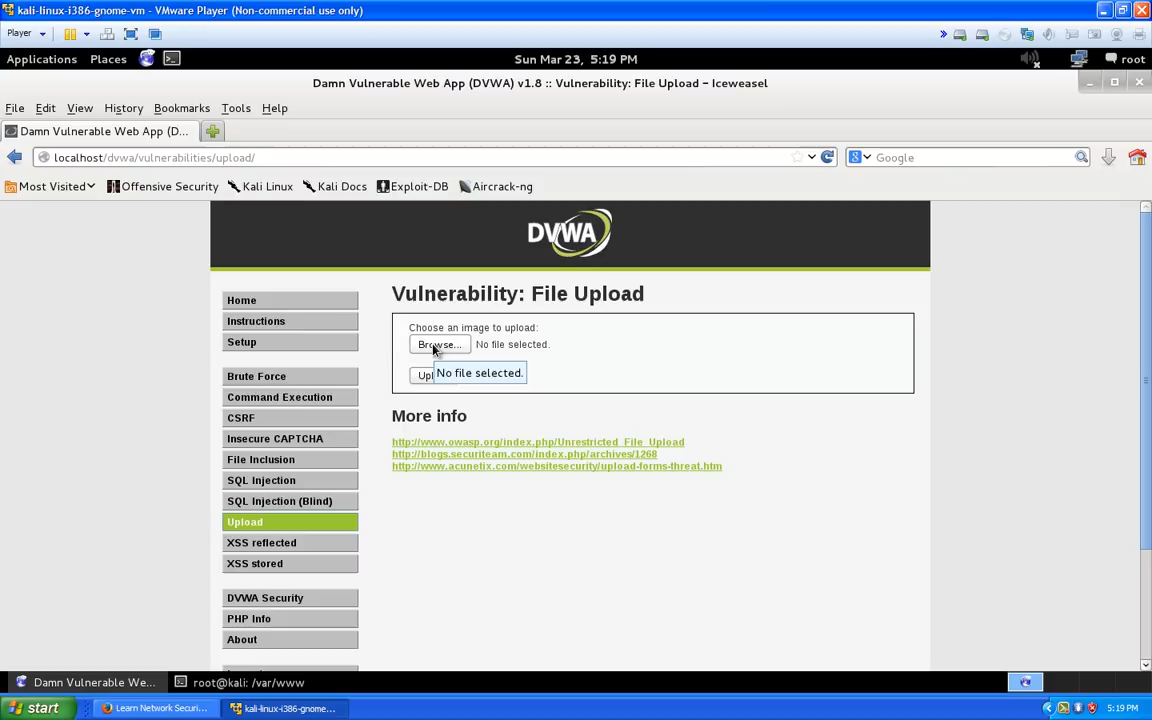 kali-linux-i386-gnome-vm - VMware Player (Non-commercial use only)
Player
Applications Places Sun Mar 23, 5:19 PM root
Damn Vulnerable Web App (DVWA) v1.8 :: Vulnerability: File Upload - Iceweasel
File Edit View History Bookmarks Tools Help
Damn Vulnerable Web App (D...
localhost/dvwa/vulnerabilities/upload/ Google
Most Visited Offensive Security Kali Linux Kali Docs Exploit-DB Aircrack-ng
DVWA
Home
Instructions
Setup
Brute Force
Command Execution
CSRF
Insecure CAPTCHA
File Inclusion
SQL Injection
SQL Injection (Blind)
Upload
XSS reflected
XSS stored
DVWA Security
PHP Info
About
Vulnerability: File Upload
Choose an image to upload:
Browse... No file selected.
Upl No file selected.
More info
http://www.owasp.org/index.php/Unrestricted_File_Upload
http://blogs.securiteam.com/index.php/archives/1268
http://www.acunetix.com/websitesecurity/upload-forms-threat.htm
Damn Vulnerable We... root@kali: /var/www
start Learn Network Securi... kali-linux-i386-gnome... 5:19 PM